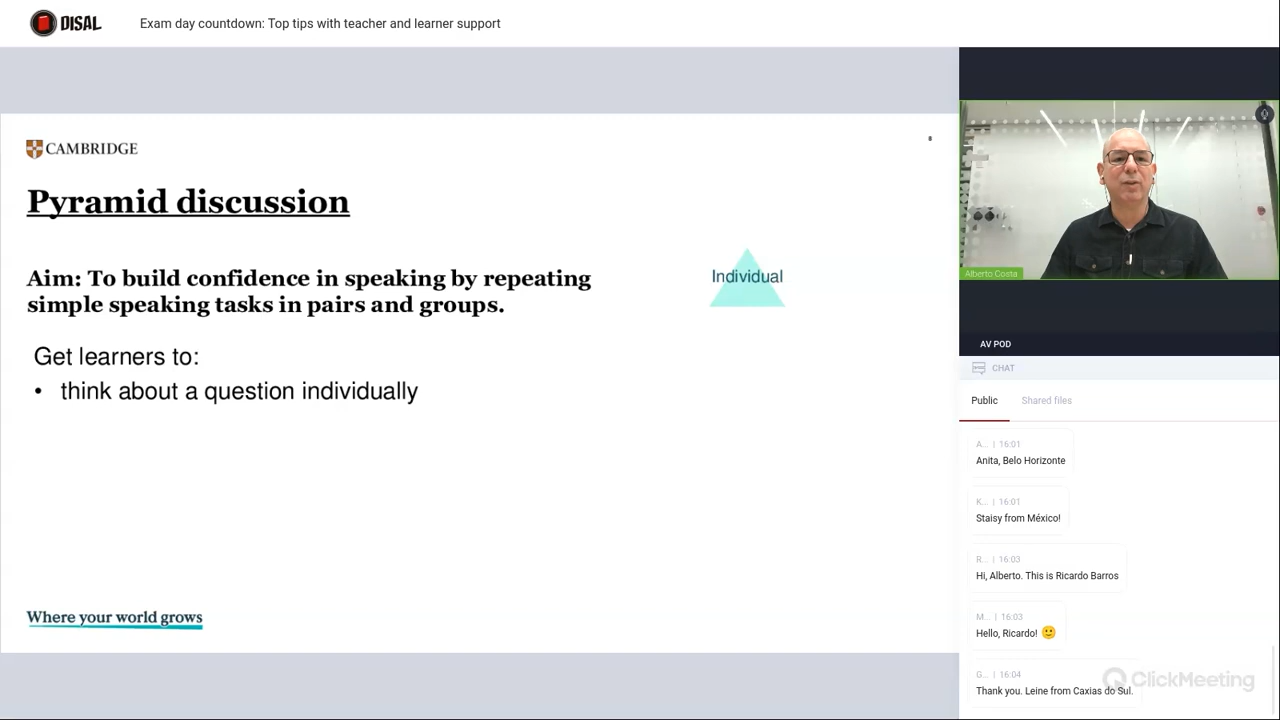 DISAL
Exam day countdown: Top tips with teacher and learner support
CAMBRIDGE
8
Pyramid discussion
Aim: To build confidence in speaking by repeating
simple speaking tasks in pairs and groups.
Individual
Get learners to:
• think about a question individually
Where your world grows
Alberto Costa
AV POD
CHAT
Public
Shared files
A... | 16:01
Anita, Belo Horizonte
K... | 16:01
Staisy from México!
R... | 16:03
Hi, Alberto. This is Ricardo Barros
M... | 16:03
Hello, Ricardo! 🙂
G... | 16:04
Thank you. Leine from Caxias do Sul.
ClickMeeting